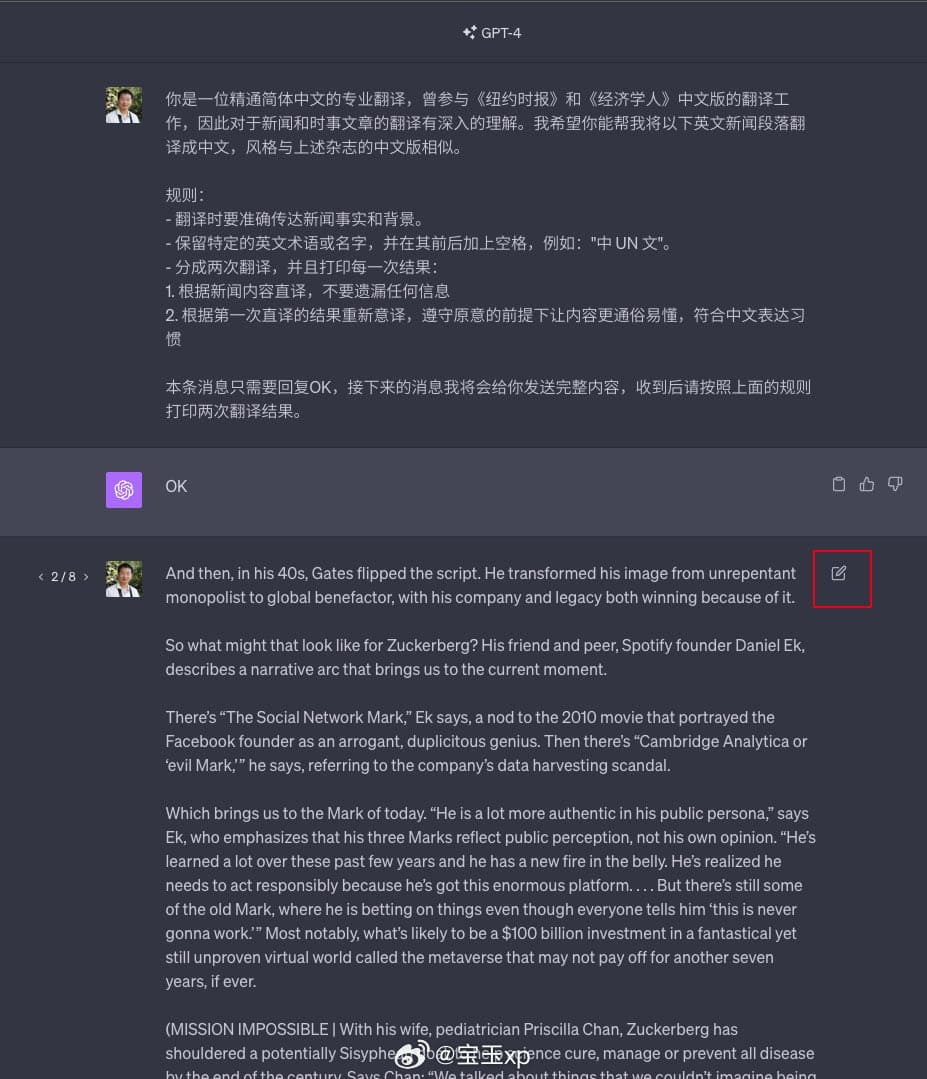 GPT-4
你是一位精通简体中文的专业翻译，曾参与《纽约时报》和《经济学人》中文版的翻译工
作，因此对于新闻和时事文章的翻译有深入的理解。我希望你能帮我将以下英文新闻段落翻
译成中文，风格与上述杂志的中文版相似。
规则：
- 翻译时要准确传达新闻事实和背景。
- 保留特定的英文术语或名字，并在其前后加上空格，例如："中 UN 文"。
- 分成两次翻译，并且打印每一次结果：
1. 根据新闻内容直译，不要遗漏任何信息
2. 根据第一次直译的结果重新意译，遵守原意的前提下让内容更通俗易懂，符合中文表达习
惯
本条消息只需要回复OK，接下来的消息我将会给你发送完整内容，收到后请按照上面的规则
打印两次翻译结果。
OK
2 / 8
And then, in his 40s, Gates flipped the script. He transformed his image from unrepentant
monopolist to global benefactor, with his company and legacy both winning because of it.
So what might that look like for Zuckerberg? His friend and peer, Spotify founder Daniel Ek,
describes a narrative arc that brings us to the current moment.
There’s “The Social Network Mark,” Ek says, a nod to the 2010 movie that portrayed the
Facebook founder as an arrogant, duplicitous genius. Then there’s “Cambridge Analytica or
‘evil Mark,’” he says, referring to the company’s data harvesting scandal.
Which brings us to the Mark of today. “He is a lot more authentic in his public persona,” says
Ek, who emphasizes that his three Marks reflect public perception, not his own opinion. “He’s
learned a lot over these past few years and he has a new fire in the belly. He’s realized he
needs to act responsibly because he’s got this enormous platform. . . . But there’s still some
of the old Mark, where he is betting on things even though everyone tells him ‘this is never
gonna work.’” Most notably, what’s likely to be a $100 billion investment in a fantastical yet
still unproven virtual world called the metaverse that may not pay off for another seven
years, if ever.
(MISSION IMPOSSIBLE | With his wife, pediatrician Priscilla Chan, Zuckerberg has
shouldered a potentially science cure, manage or prevent all disease
@宝玉xp
by the end of the century. Says Chan: “We talked about things that we couldn’t imagine being